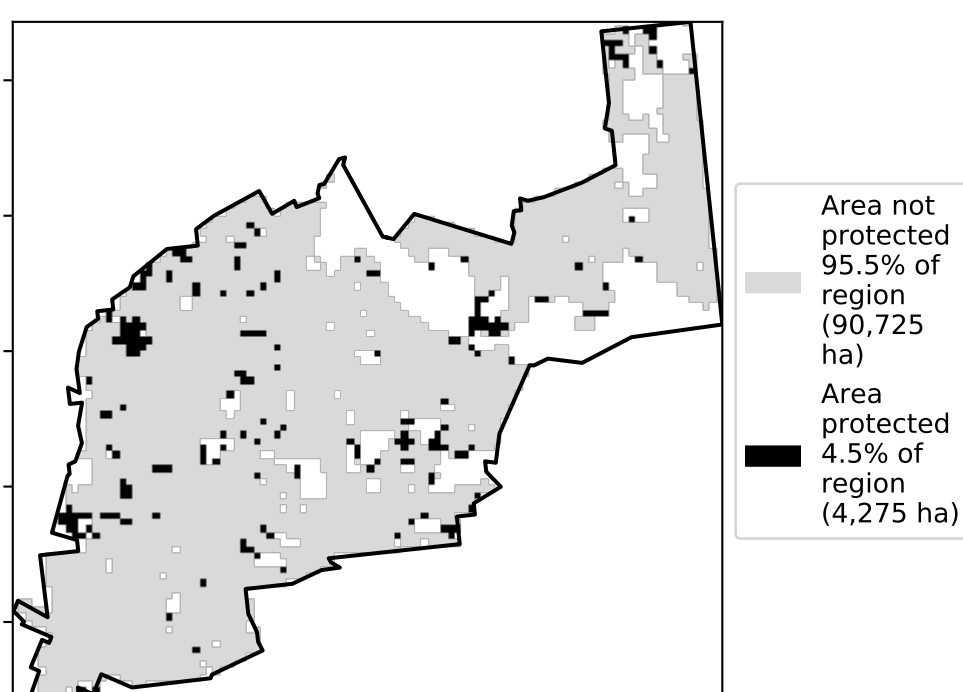 Area not
protected
95.5% of
region
(90,725
ha)
Area
protected
4.5% of
region
(4,275 ha)